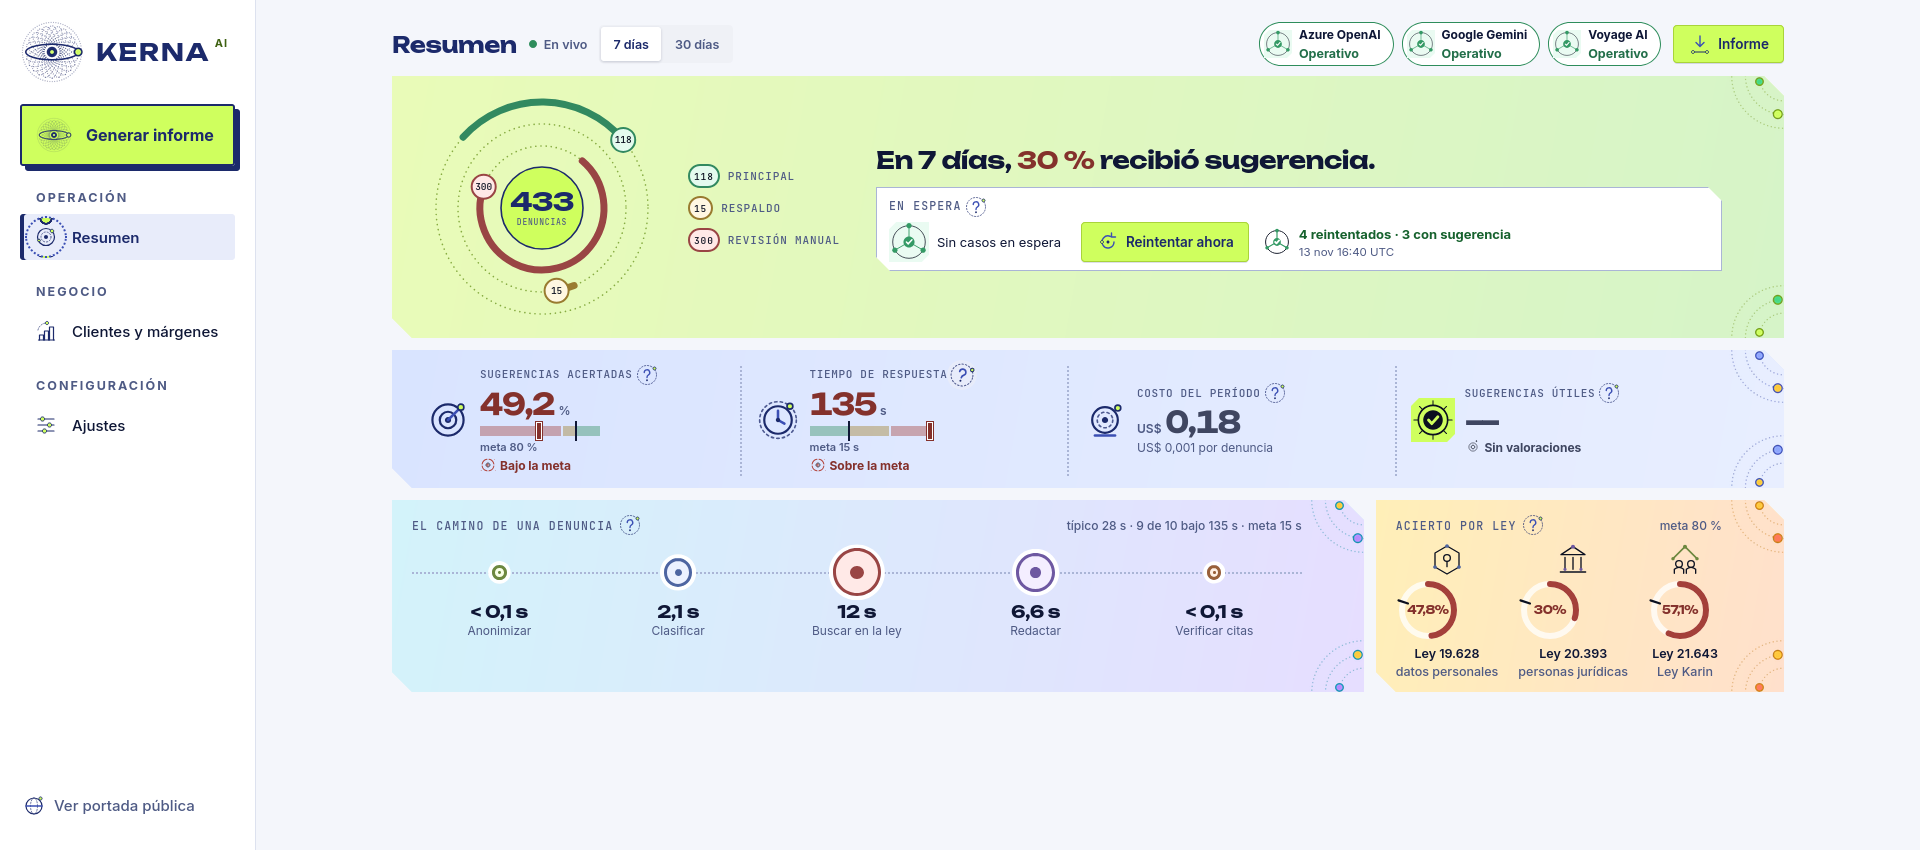 KERNA AI
Generar informe
OPERACIÓN
Resumen
NEGOCIO
Clientes y márgenes
CONFIGURACIÓN
Ajustes
Ver portada pública
Resumen
En vivo
7 días
30 días
Azure OpenAI
Operativo
Google Gemini
Operativo
Voyage AI
Operativo
Informe
118
300
433
DENUNCIAS
15
118 PRINCIPAL
15 RESPALDO
300 REVISIÓN MANUAL
En 7 días, 30 % recibió sugerencia.
EN ESPERA ?
Sin casos en espera
Reintentar ahora
4 reintentados · 3 con sugerencia
13 nov 16:40 UTC
SUGERENCIAS ACERTADAS ?
49,2 %
meta 80 %
Bajo la meta
TIEMPO DE RESPUESTA ?
135 s
meta 15 s
Sobre la meta
COSTO DEL PERÍODO ?
US$ 0,18
US$ 0,001 por denuncia
SUGERENCIAS ÚTILES ?
—
Sin valoraciones
EL CAMINO DE UNA DENUNCIA ?
típico 28 s · 9 de 10 bajo 135 s · meta 15 s
< 0,1 s
Anonimizar
2,1 s
Clasificar
12 s
Buscar en la ley
6,6 s
Redactar
< 0,1 s
Verificar citas
ACIERTO POR LEY ?
meta 80 %
47,8%
Ley 19.628
datos personales
30%
Ley 20.393
personas jurídicas
57,1%
Ley 21.643
Ley Karin